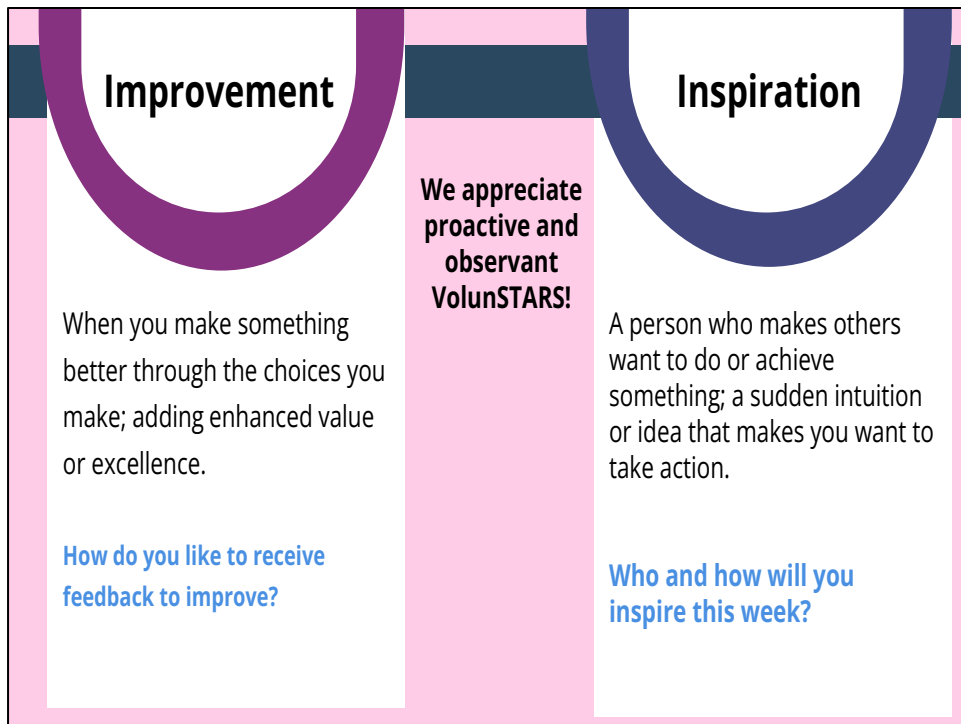 Improvement
When you make something
better through the choices you
make; adding enhanced value
or excellence.
How do you like to receive
feedback to improve?
We appreciate
proactive and
observant
VolunSTARS!
Inspiration
A person who makes others
want to do or achieve
something; a sudden intuition
or idea that makes you want to
take action.
Who and how will you
inspire this week?